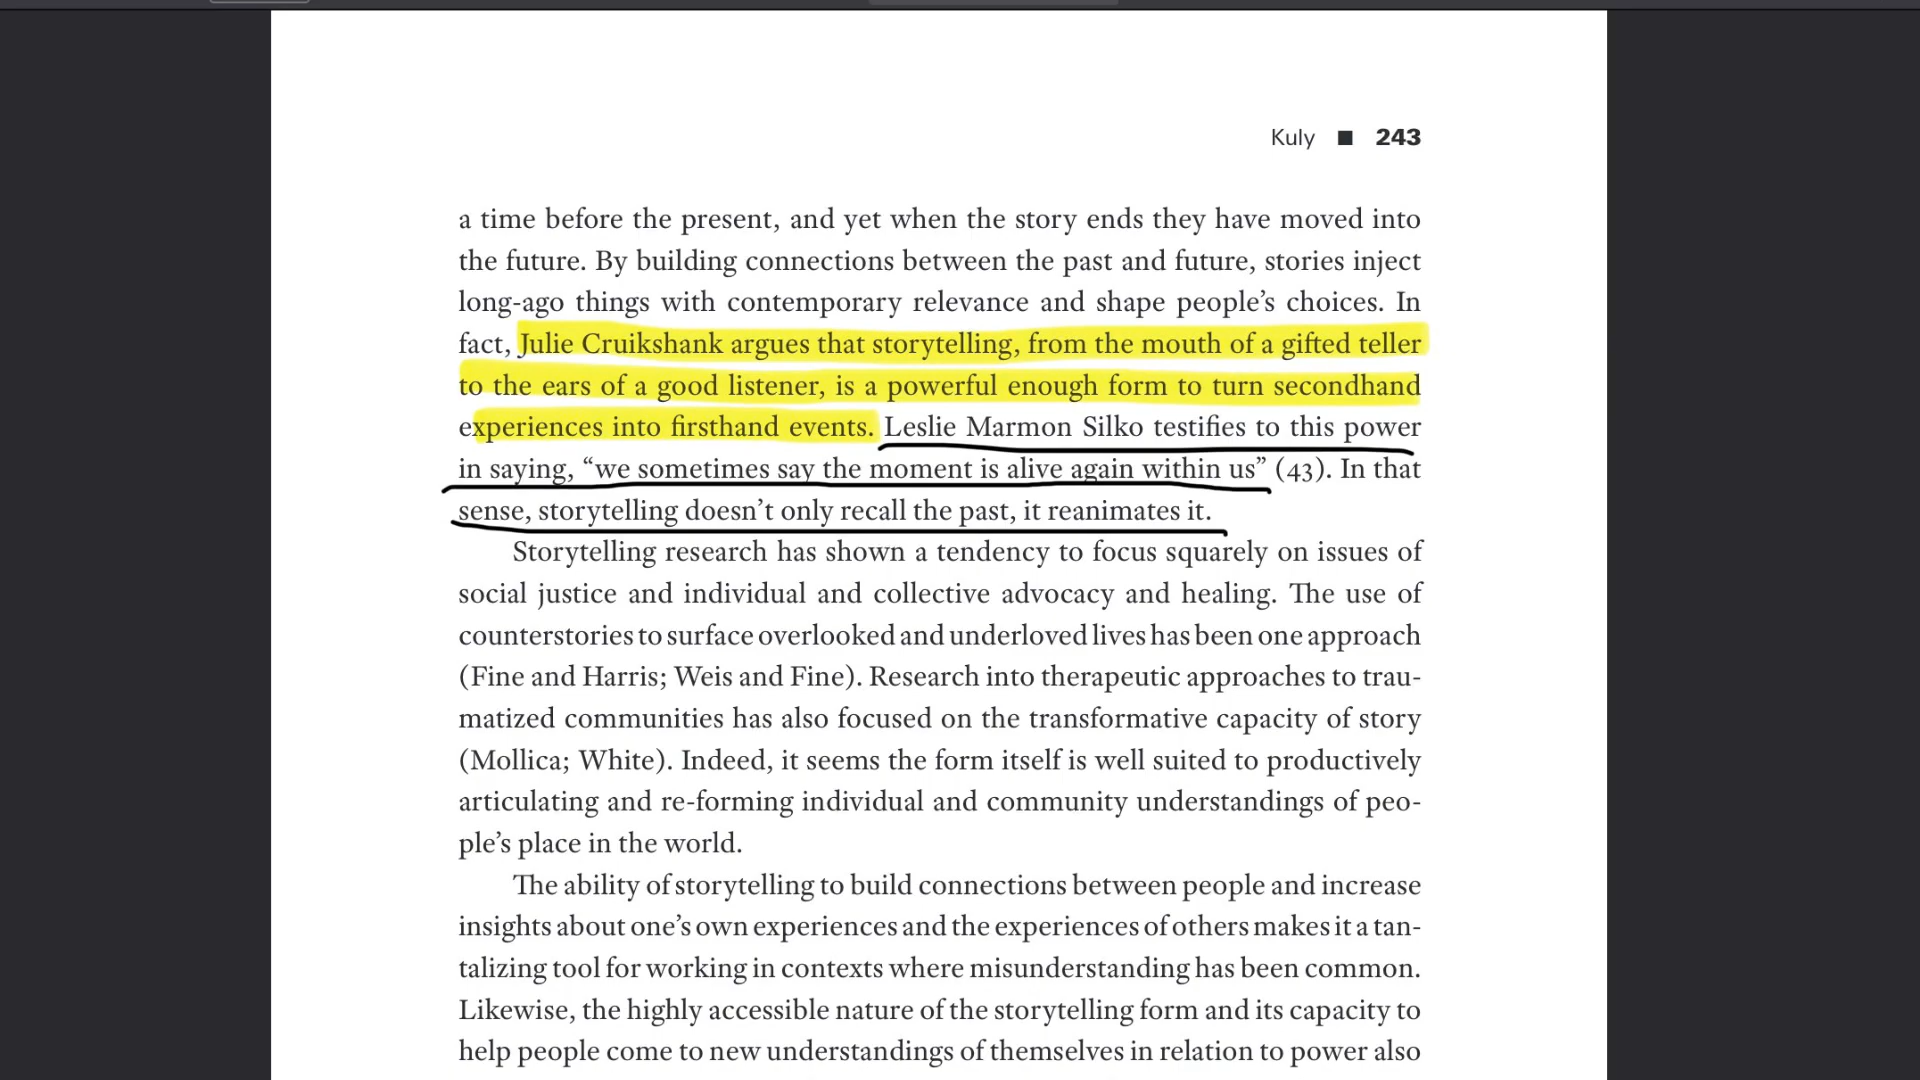 Kuly ■ 243
a time before the present, and yet when the story ends they have moved into
the future. By building connections between the past and future, stories inject
long-ago things with contemporary relevance and shape people’s choices. In
fact, Julie Cruikshank argues that storytelling, from the mouth of a gifted teller
to the ears of a good listener, is a powerful enough form to turn secondhand
experiences into firsthand events. Leslie Marmon Silko testifies to this power
in saying, “we sometimes say the moment is alive again within us” (43). In that
sense, storytelling doesn’t only recall the past, it reanimates it.
Storytelling research has shown a tendency to focus squarely on issues of
social justice and individual and collective advocacy and healing. The use of
counterstories to surface overlooked and underloved lives has been one approach
(Fine and Harris; Weis and Fine). Research into therapeutic approaches to trau-
matized communities has also focused on the transformative capacity of story
(Mollica; White). Indeed, it seems the form itself is well suited to productively
articulating and re-forming individual and community understandings of peo-
ple’s place in the world.
The ability of storytelling to build connections between people and increase
insights about one’s own experiences and the experiences of others makes it a tan-
talizing tool for working in contexts where misunderstanding has been common.
Likewise, the highly accessible nature of the storytelling form and its capacity to
help people come to new understandings of themselves in relation to power also